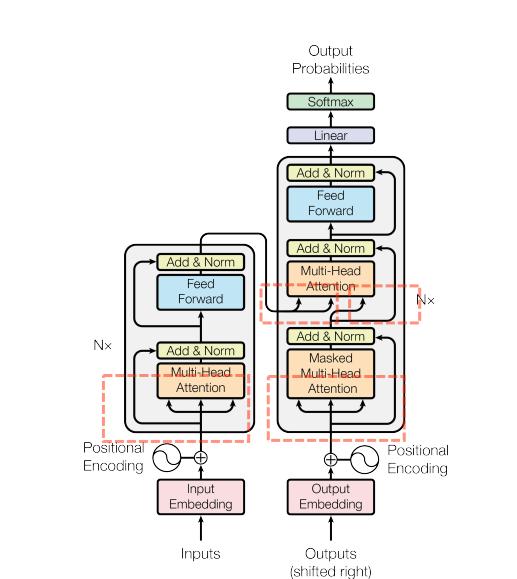 Output
Probabilities
Softmax
Linear
Add & Norm
Feed
Forward
Add & Norm
Multi-Head
Attention
Nx
Add & Norm
Masked
Multi-Head
Attention
Positional
Encoding
Output
Embedding
Outputs
(shifted right)
Add & Norm
Feed
Forward
Nx
Add & Norm
Multi-Head
Attention
Positional
Encoding
Input
Embedding
Inputs